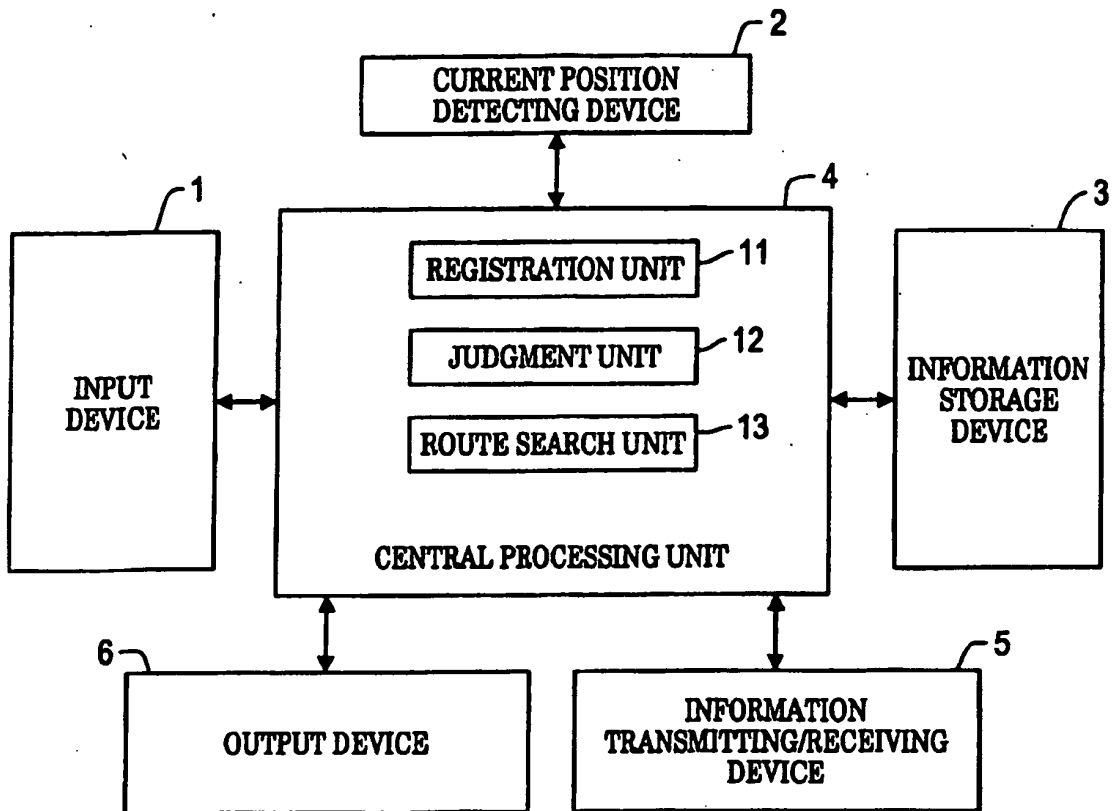 2
CURRENT POSITION
DETECTING DEVICE
1
4
3
REGISTRATION UNIT
11
JUDGMENT UNIT
12
ROUTE SEARCH UNIT
13
INPUT
DEVICE
INFORMATION
STORAGE
DEVICE
CENTRAL PROCESSING UNIT
6
5
OUTPUT DEVICE
INFORMATION
TRANSMITTING/RECEIVING
DEVICE